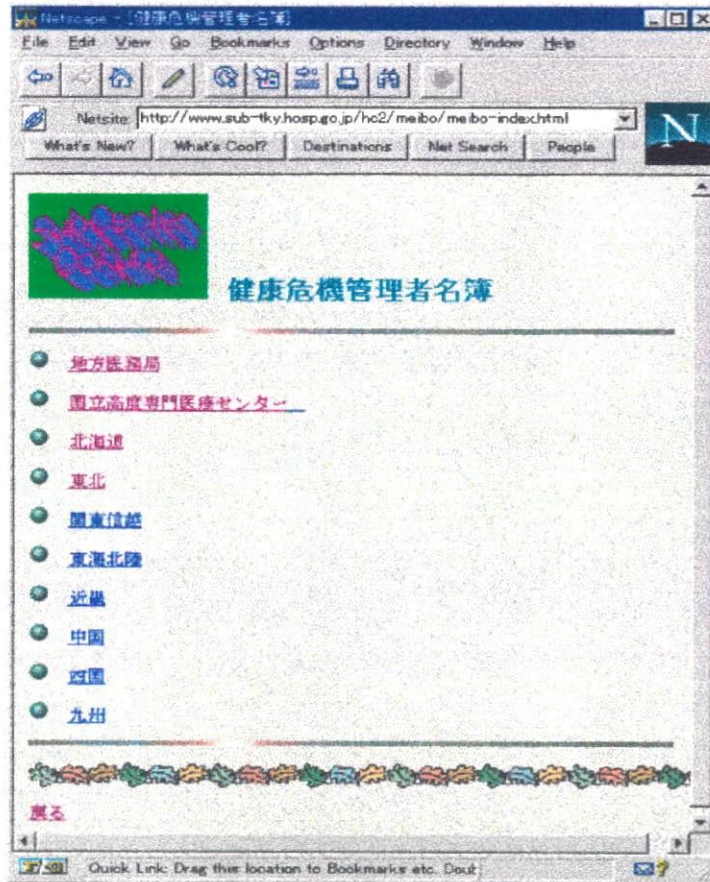 Netscape - [健康危機管理者名簿]
File Edit View Go Bookmarks Options Directory Window Help
Netsite: http://www.sub-tky.hosp.go.jp/hc2/meibo/meibo-index.html
N
What's New? What's Cool? Destinations Net Search People
健康危機管理者名簿
地方医務局
国立高度専門医療センター
北海道
東北
関東信越
東海北陸
近畿
中国
四国
九州
戻る
Quick Link: Drag this location to Bookmarks etc. Doub